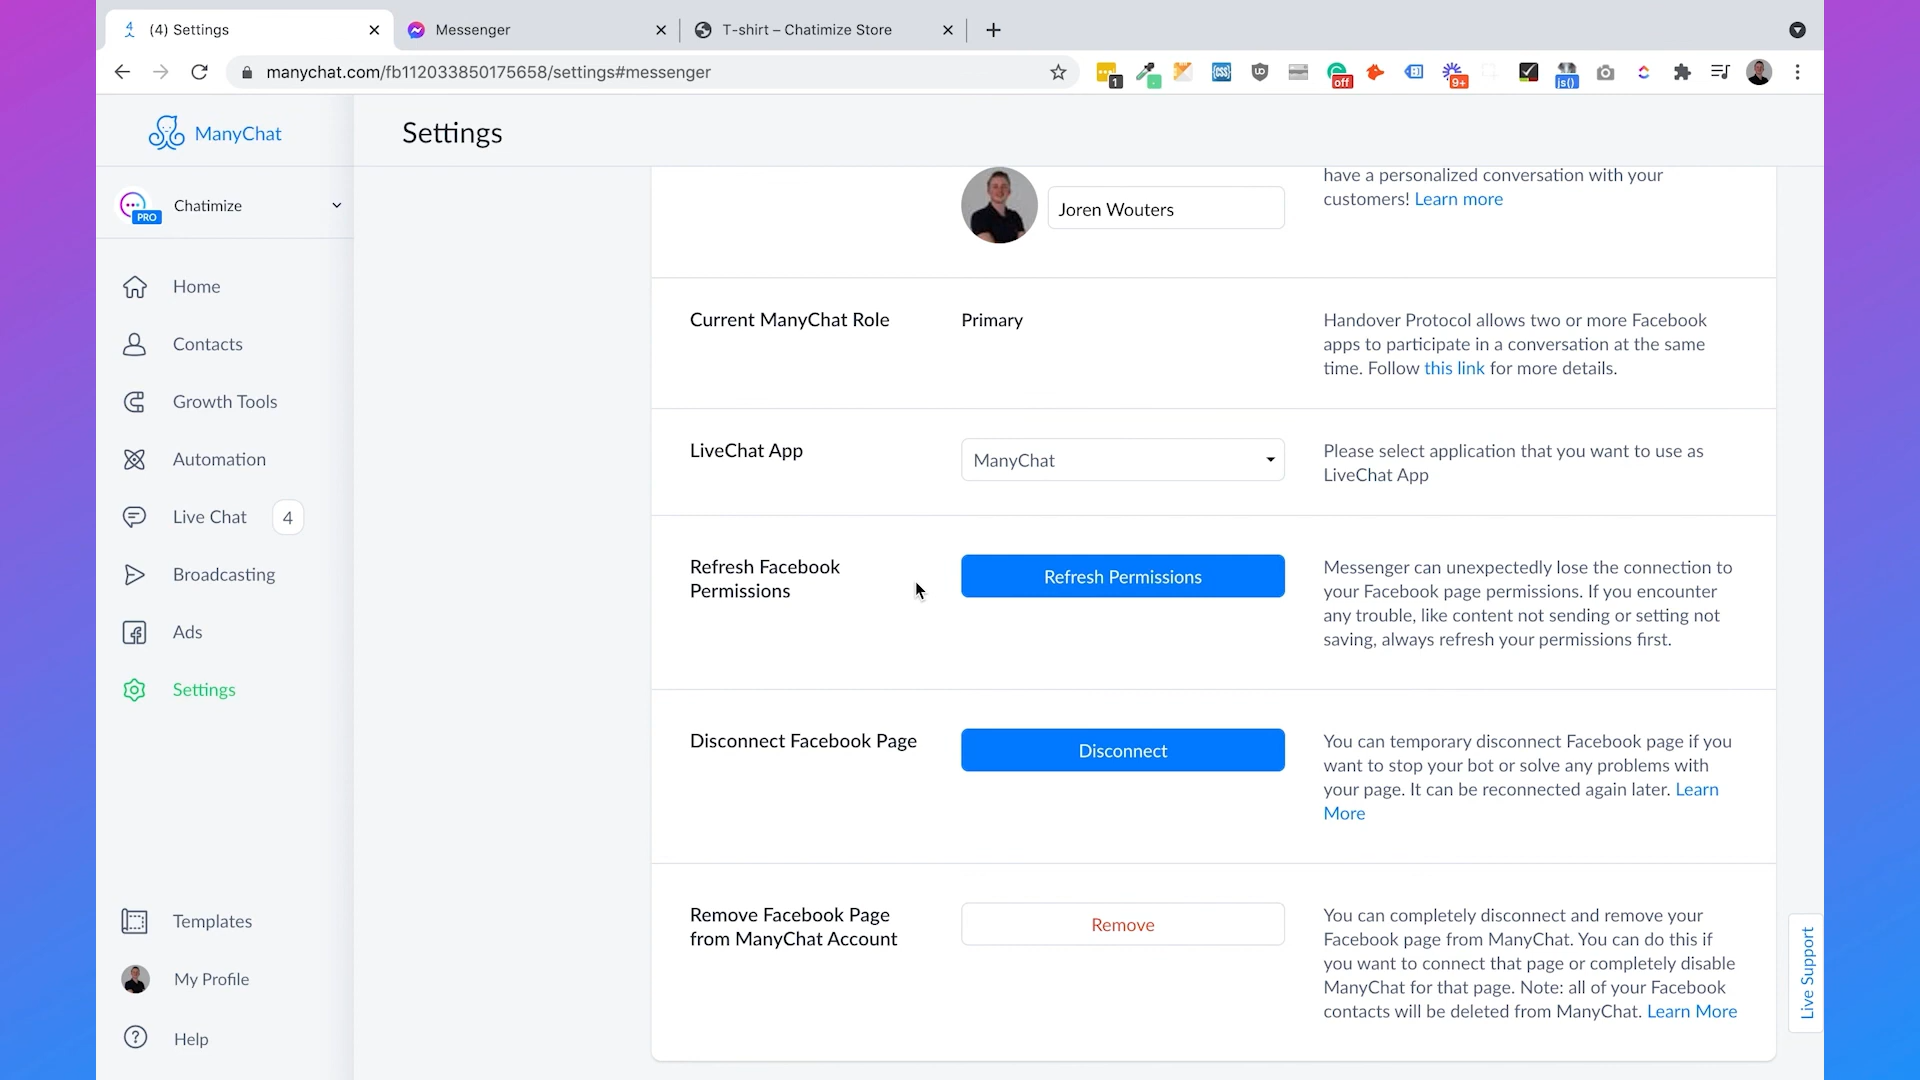 (4) Settings
Messenger
T-shirt – Chatimize Store
manychat.com/fb112033850175658/settings#messenger
1
off
9+
js()
ManyChat
Settings
PRO
Chatimize
Home
Contacts
Growth Tools
Automation
Live Chat
4
Broadcasting
Ads
Settings
Templates
My Profile
Help
Joren Wouters
have a personalized conversation with your
customers! Learn more
Current ManyChat Role
Primary
Handover Protocol allows two or more Facebook
apps to participate in a conversation at the same
time. Follow this link for more details.
LiveChat App
ManyChat
Please select application that you want to use as
LiveChat App
Refresh Facebook
Permissions
Refresh Permissions
Messenger can unexpectedly lose the connection to
your Facebook page permissions. If you encounter
any trouble, like content not sending or setting not
saving, always refresh your permissions first.
Disconnect Facebook Page
Disconnect
You can temporary disconnect Facebook page if you
want to stop your bot or solve any problems with
your page. It can be reconnected again later. Learn
More
Remove Facebook Page
from ManyChat Account
Remove
You can completely disconnect and remove your
Facebook page from ManyChat. You can do this if
you want to connect that page or completely disable
ManyChat for that page. Note: all of your Facebook
contacts will be deleted from ManyChat. Learn More
Live Support